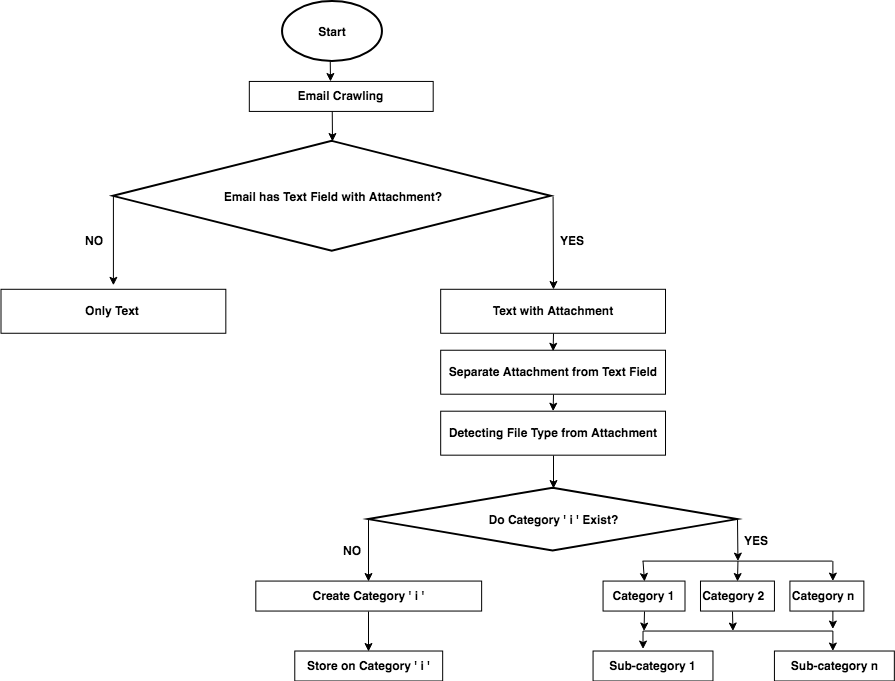 Start
Email Crawling
Email has Text Field with Attachment?
NO
YES
Only Text
Text with Attachment
Separate Attachment from Text Field
Detecting File Type from Attachment
Do Category ' i ' Exist?
NO
YES
Create Category ' i '
Category 1
Category 2
Category n
Store on Category ' i '
Sub-category 1
Sub-category n